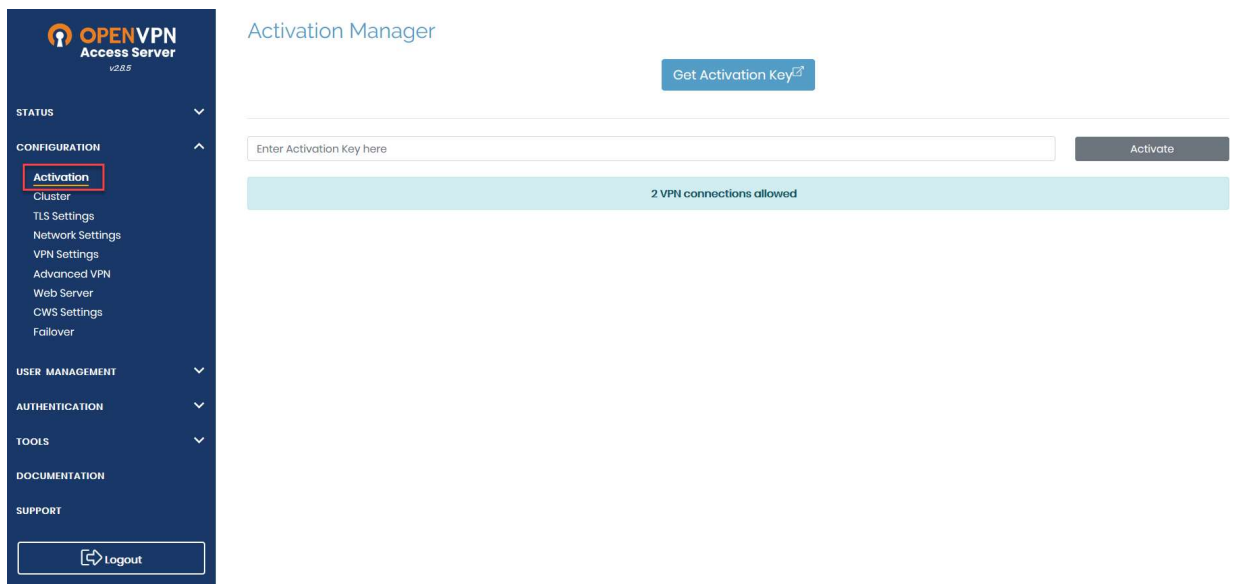 OPENVPN
Access Server
v2.8.5
STATUS
CONFIGURATION
Activation
Cluster
TLS Settings
Network Settings
VPN Settings
Advanced VPN
Web Server
CWS Settings
Failover
USER MANAGEMENT
AUTHENTICATION
TOOLS
DOCUMENTATION
SUPPORT
Logout
Activation Manager
Get Activation Key
Enter Activation Key here
Activate
2 VPN connections allowed